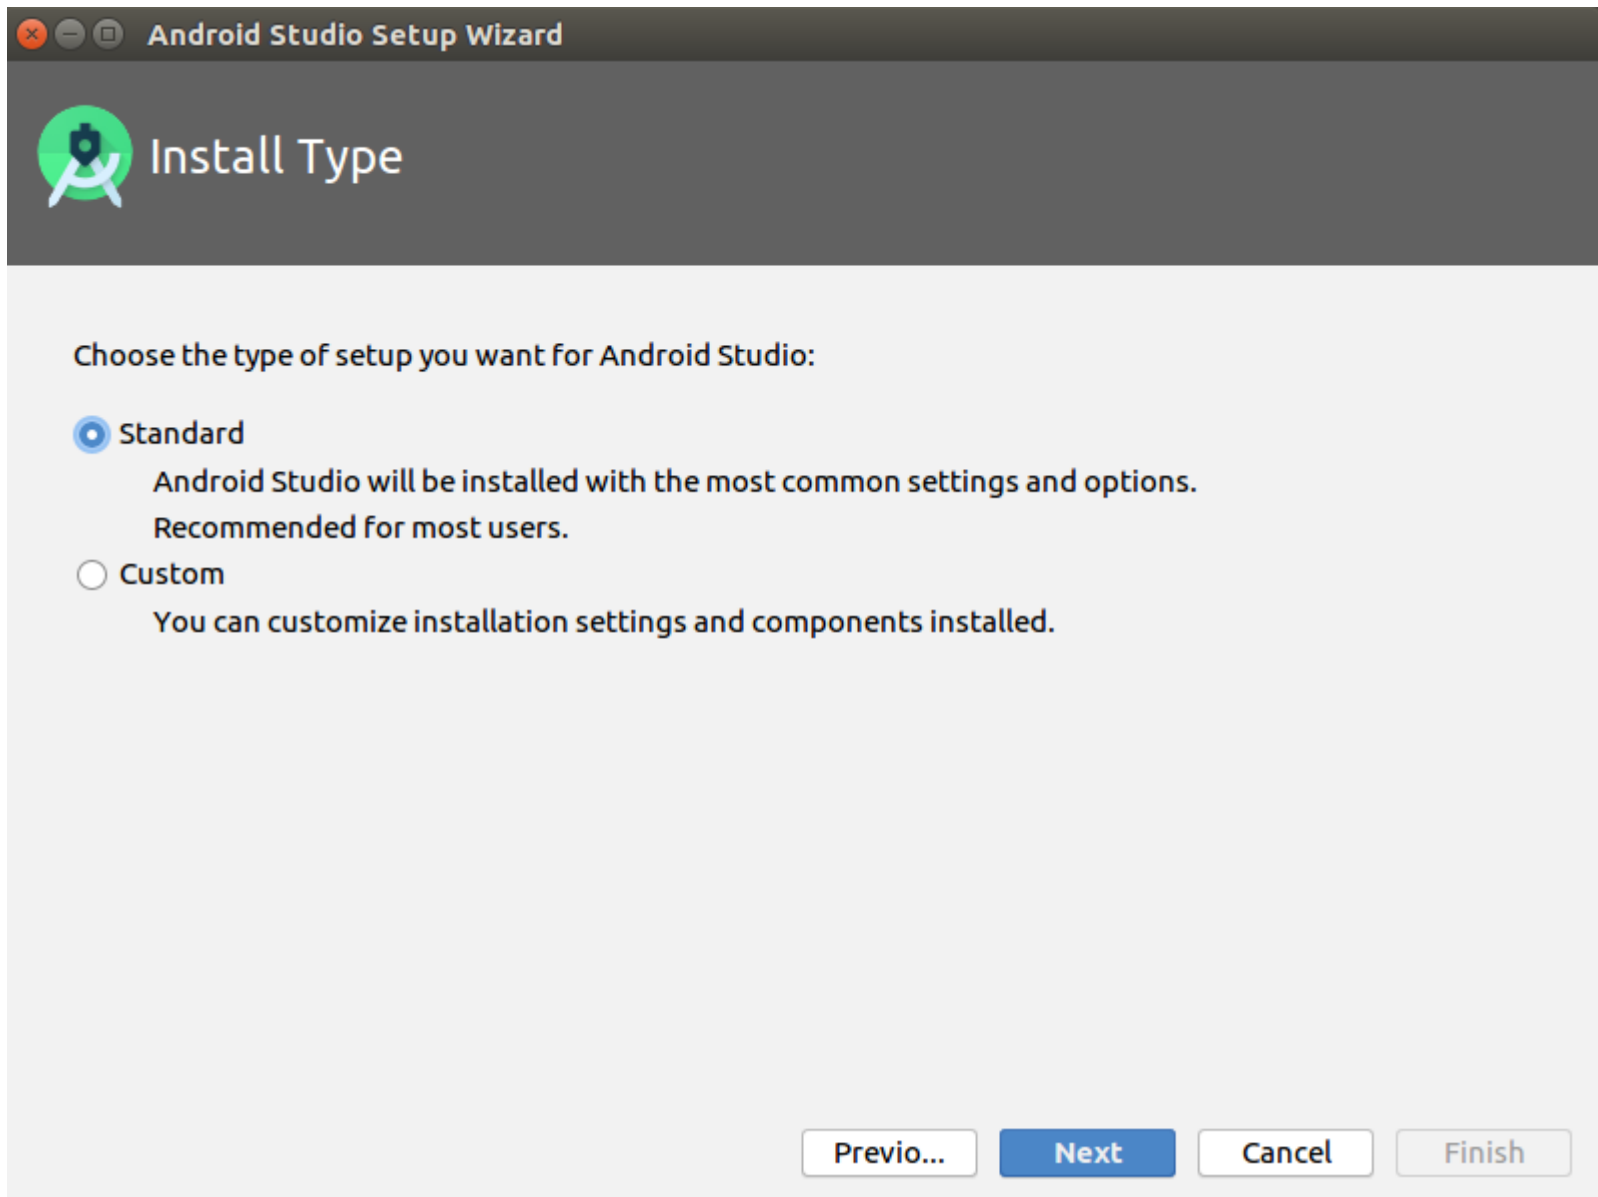 Android Studio Setup Wizard
Install Type
Choose the type of setup you want for Android Studio:
Standard
Android Studio will be installed with the most common settings and options.
Recommended for most users.
Custom
You can customize installation settings and components installed.
Previo...
Next
Cancel
Finish